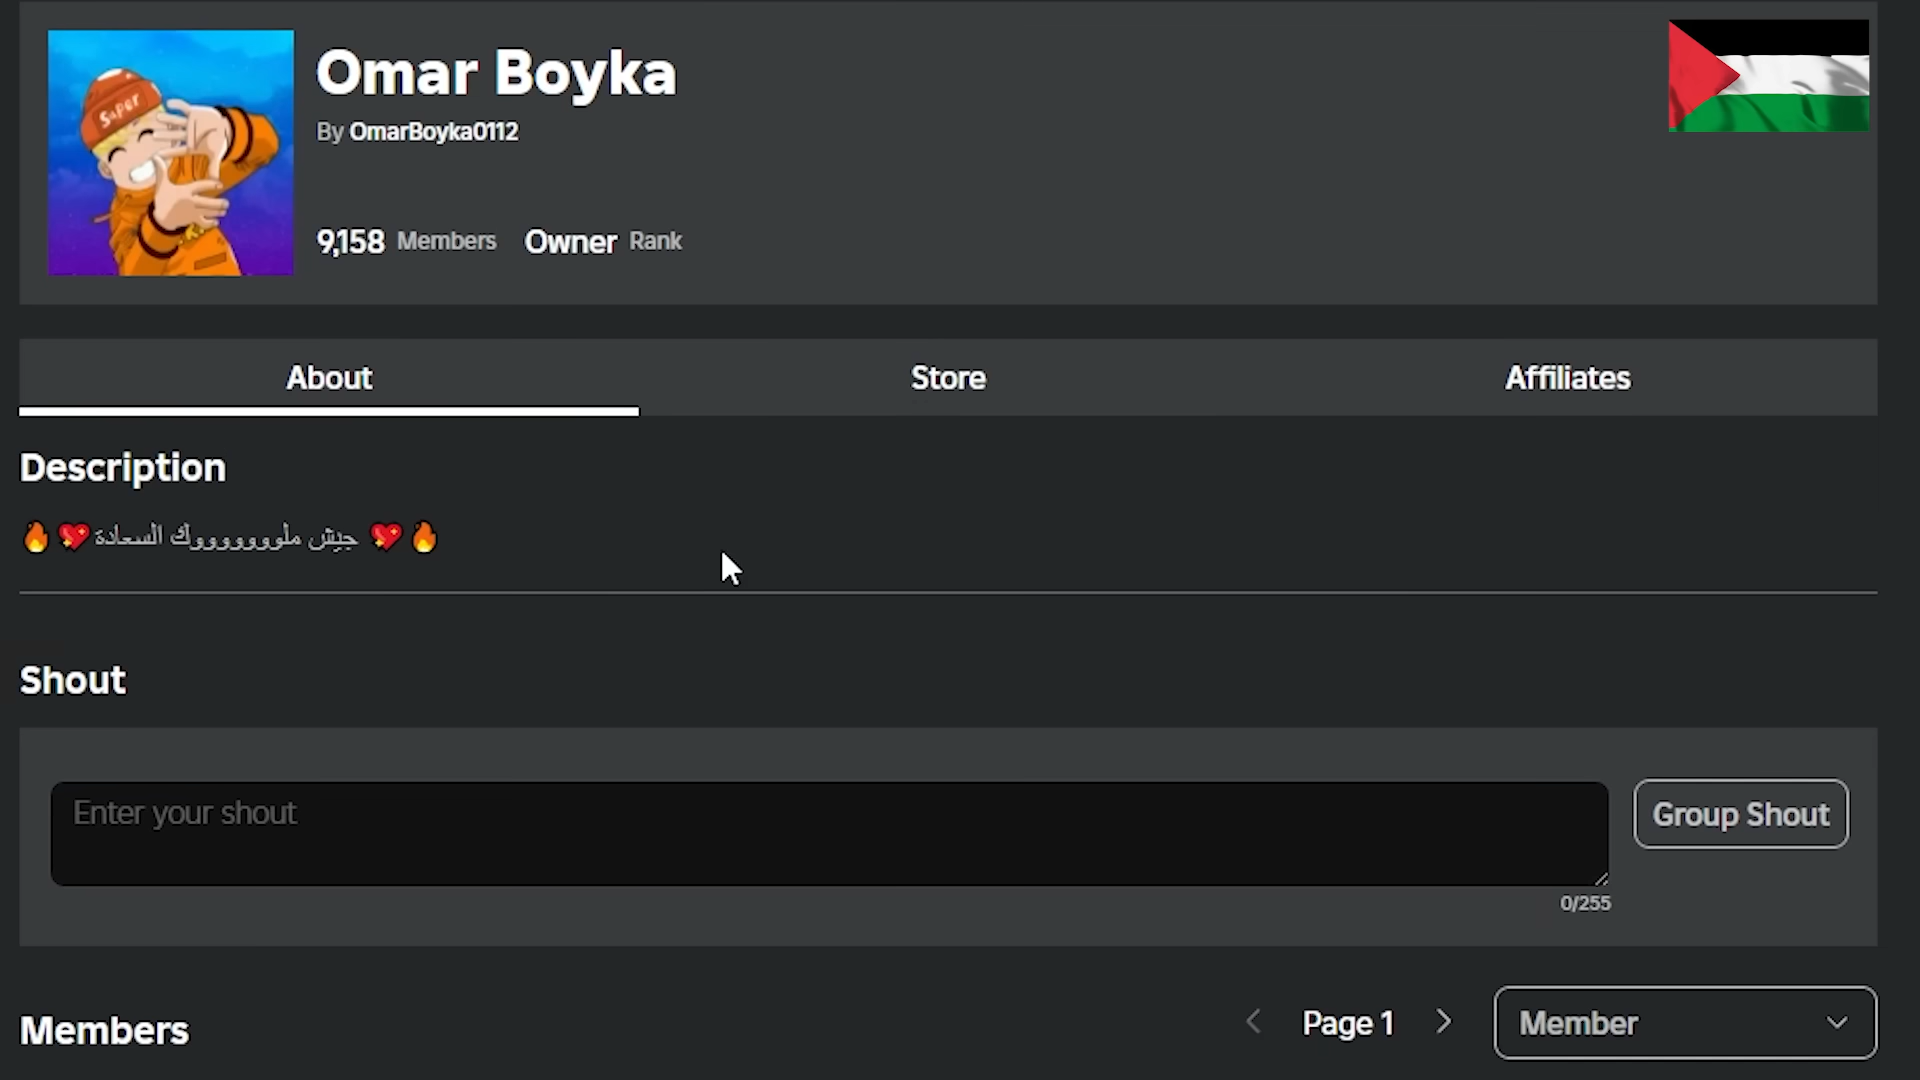 Super
Omar Boyka
By OmarBoyka0112
9,158 Members Owner Rank
About
Store
Affiliates
Description
🔥💖 جيش ملوووووووك السعادة 💖🔥
Shout
Enter your shout
Group Shout
0/255
Members
Page 1
Member